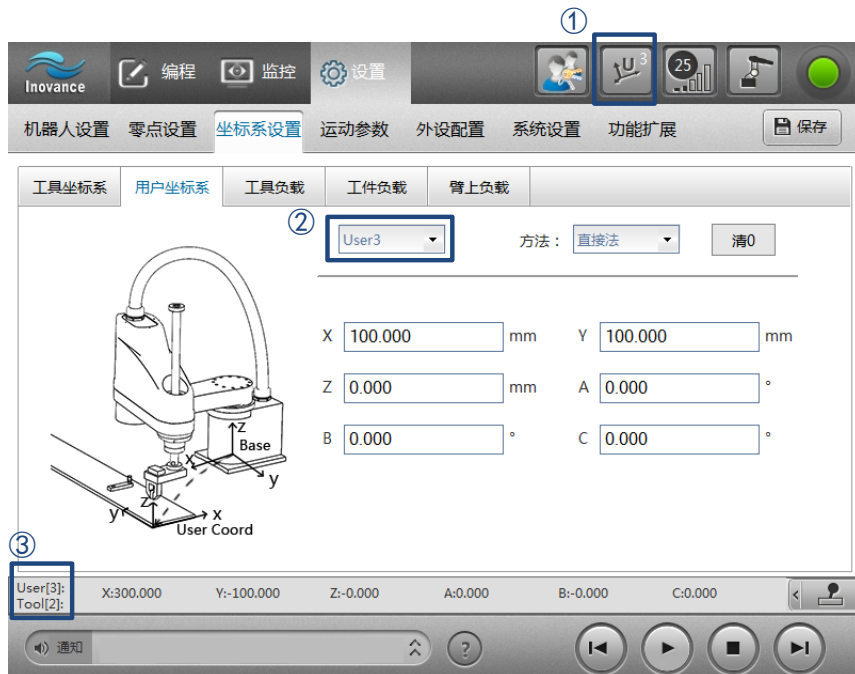 ①
Inovance 编程 监控 设置 U 3 25
机器人设置 零点设置 坐标系设置 运动参数 外设配置 系统设置 功能扩展 保存
工具坐标系 用户坐标系 工具负载 工件负载 臂上负载
② User3 方法： 直接法 清0
X 100.000 mm Y 100.000 mm
Z 0.000 mm A 0.000 °
B 0.000 ° C 0.000 °
Z
Base
X
y
Z
y X
User Coord
③
User[3]: X:300.000 Y:-100.000 Z:-0.000 A:0.000 B:-0.000 C:0.000
Tool[2]:
通知 ?